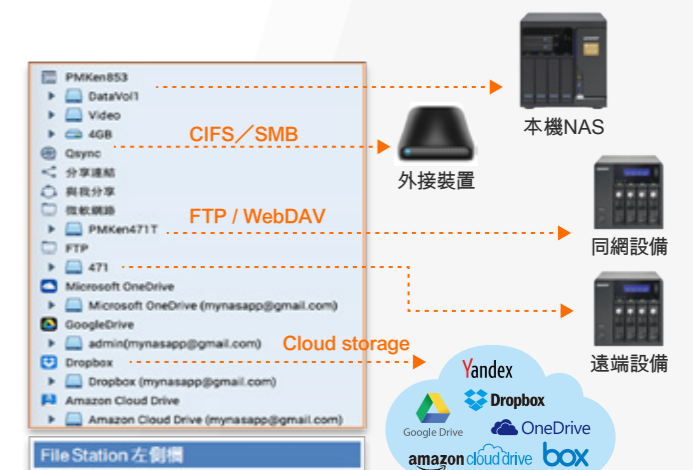 PMKen853
DataVol1
Video
4GB
Qsync
分享連結
與我分享
微軟網路
PMKen471T
FTP
471
Microsoft OneDrive
Microsoft OneDrive (mynasapp@gmail.com)
GoogleDrive
admin(mynasapp@gmail.com)
Dropbox
Dropbox (mynasapp@gmail.com)
Amazon Cloud Drive
Amazon Cloud Drive (mynasapp@gmail.com)
File Station 左側欄
CIFS／SMB
FTP / WebDAV
Cloud storage
本機NAS
外接裝置
同網設備
遠端設備
Yandex
Dropbox
Google Drive
OneDrive
amazon clouddrive
box